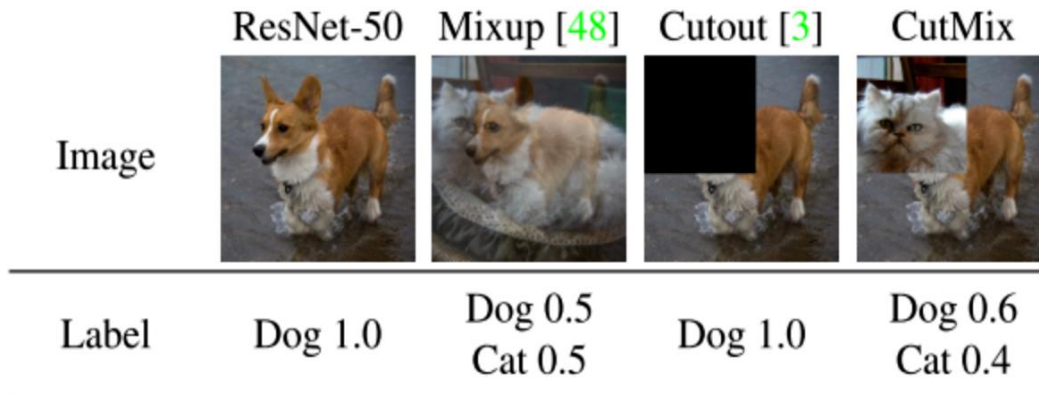 ResNet-50 Mixup [48] Cutout [3] CutMix
Image
Label Dog 1.0 Dog 0.5 Cat 0.5 Dog 1.0 Dog 0.6 Cat 0.4